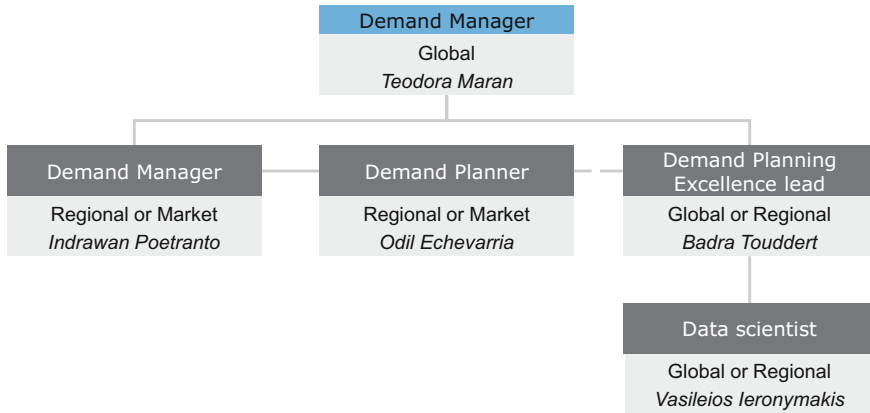 Demand Manager
Global
Teodora Maran
Demand Manager
Regional or Market
Indrawan Poetranto
Demand Planner
Regional or Market
Odil Echevarria
Demand Planning
Excellence lead
Global or Regional
Badra Touddert
Data scientist
Global or Regional
Vasileios Ieronymakis